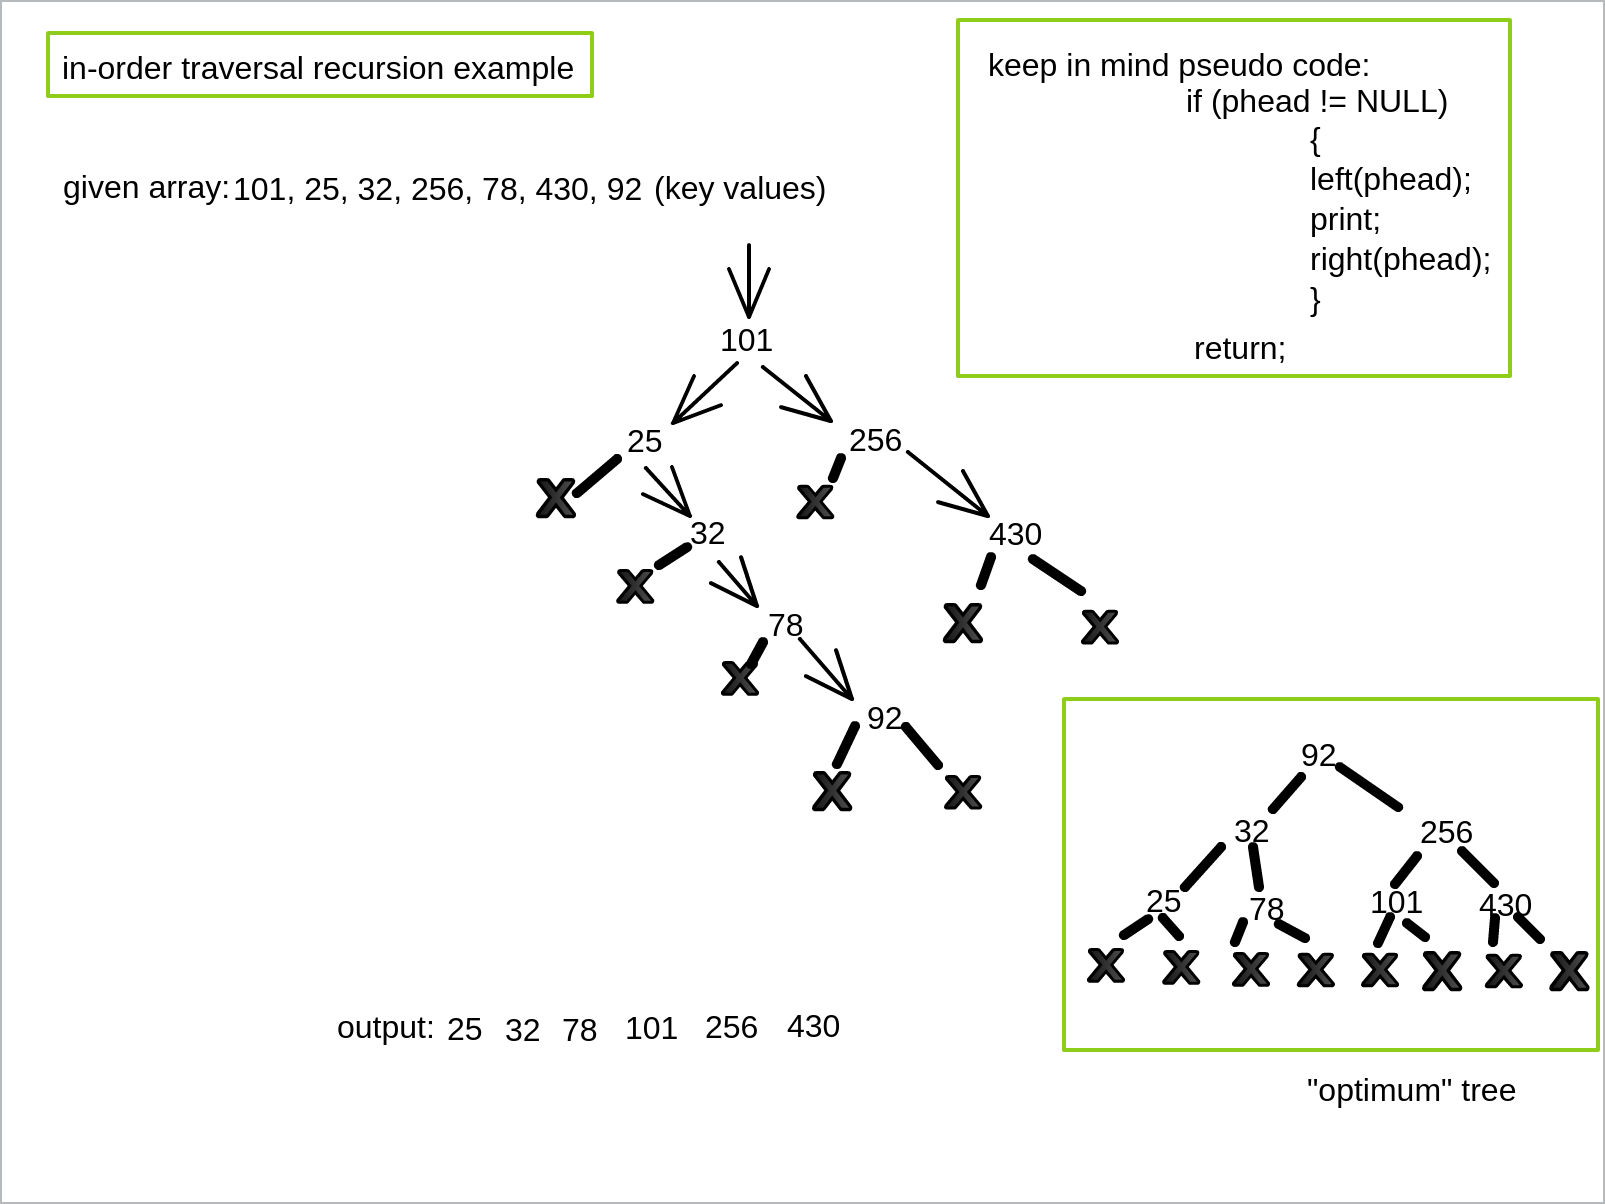 in-order traversal recursion example
keep in mind pseudo code:
if (phead != NULL)
{
left(phead);
print;
right(phead);
}
return;
given array: 101, 25, 32, 256, 78, 430, 92 (key values)
101
25 256
32 430
78
92
92
32 256
25 78 101 430
output: 25 32 78 101 256 430
"optimum" tree